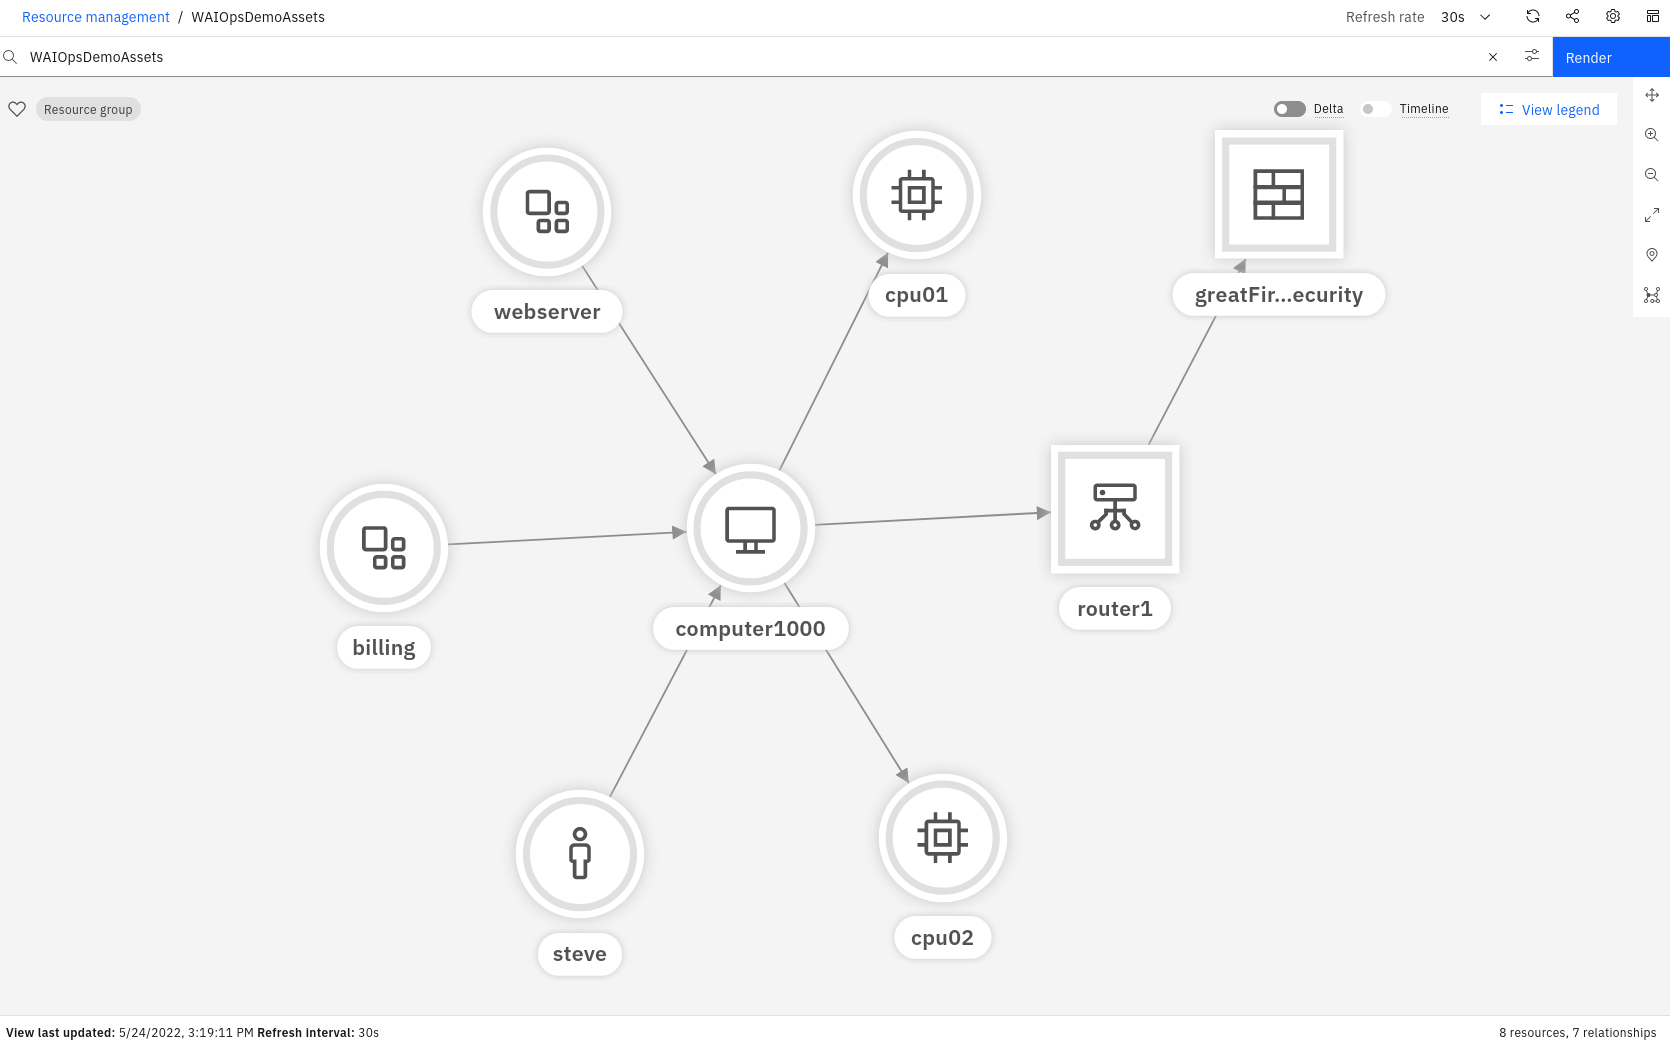 Resource management / WAIOpsDemoAssets
Refresh rate 30s
WAIOpsDemoAssets
Render
Resource group
Delta
Timeline
View legend
webserver
cpu01
greatFir...ecurity
billing
computer1000
router1
steve
cpu02
View last updated: 5/24/2022, 3:19:11 PM Refresh interval: 30s
8 resources, 7 relationships